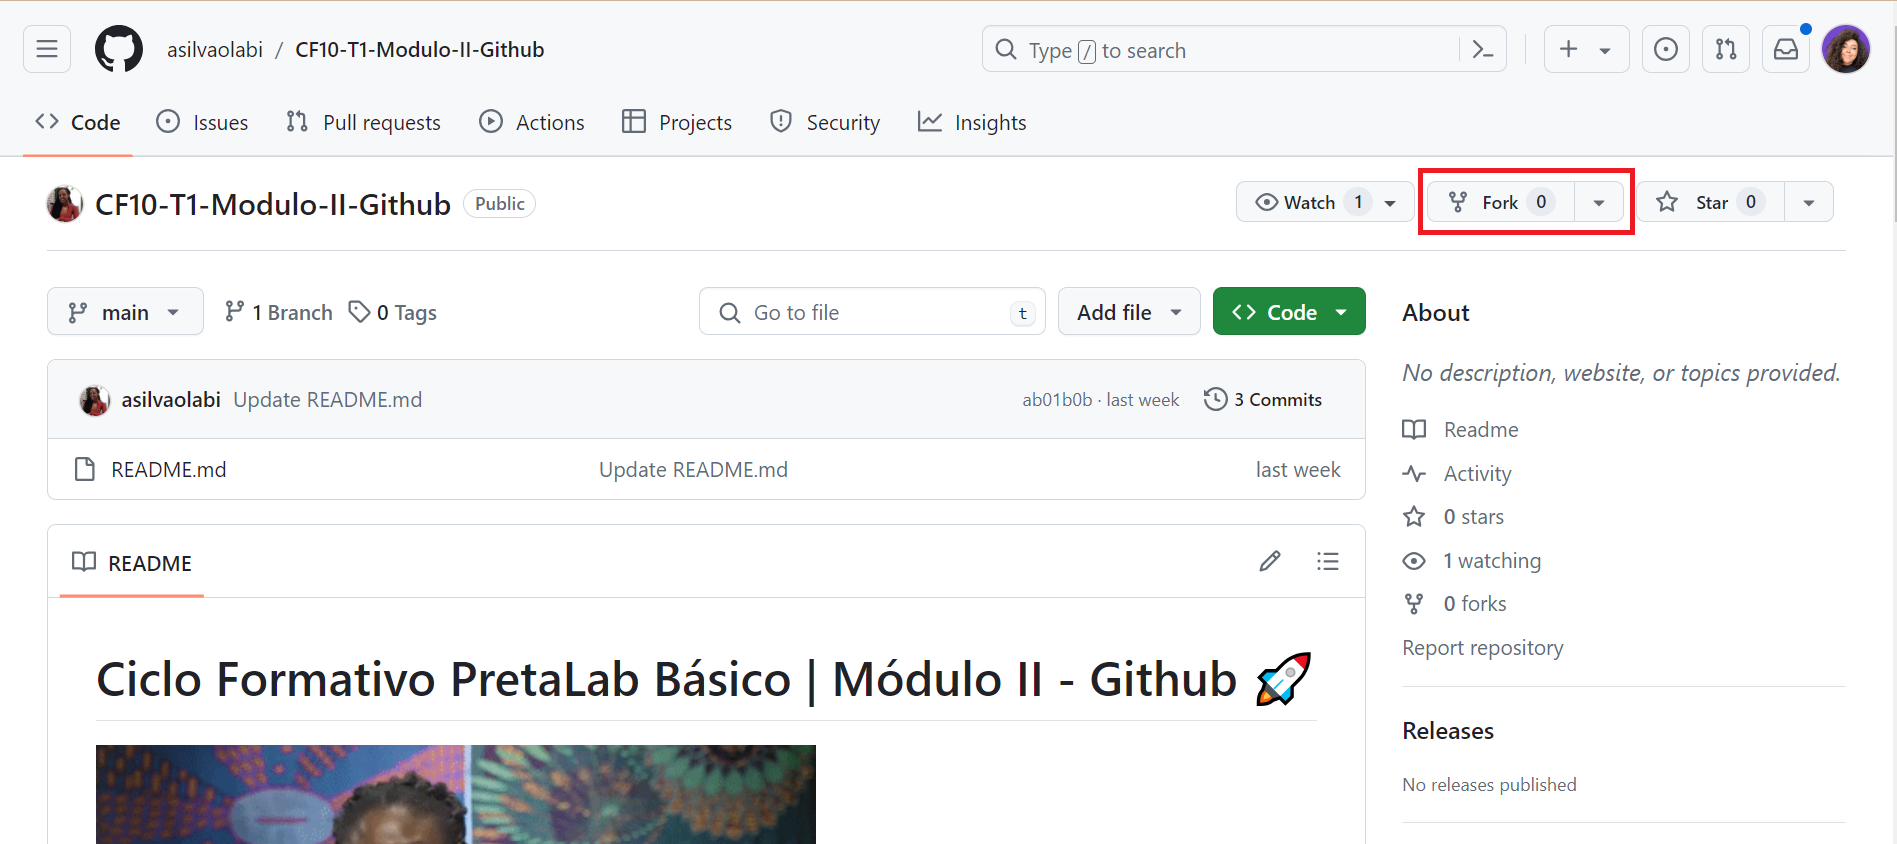 asilvaolabi / CF10-T1-Modulo-II-Github
Type / to search
Code Issues Pull requests Actions Projects Security Insights
CF10-T1-Modulo-II-Github Public
Watch 1 Fork 0 Star 0
main 1 Branch 0 Tags
Go to file t
Add file
Code
asilvaolabi Update README.md
ab01b0b · last week 3 Commits
README.md Update README.md last week
README
Ciclo Formativo PretaLab Básico | Módulo II - Github 🚀
About
No description, website, or topics provided.
Readme
Activity
0 stars
1 watching
0 forks
Report repository
Releases
No releases published